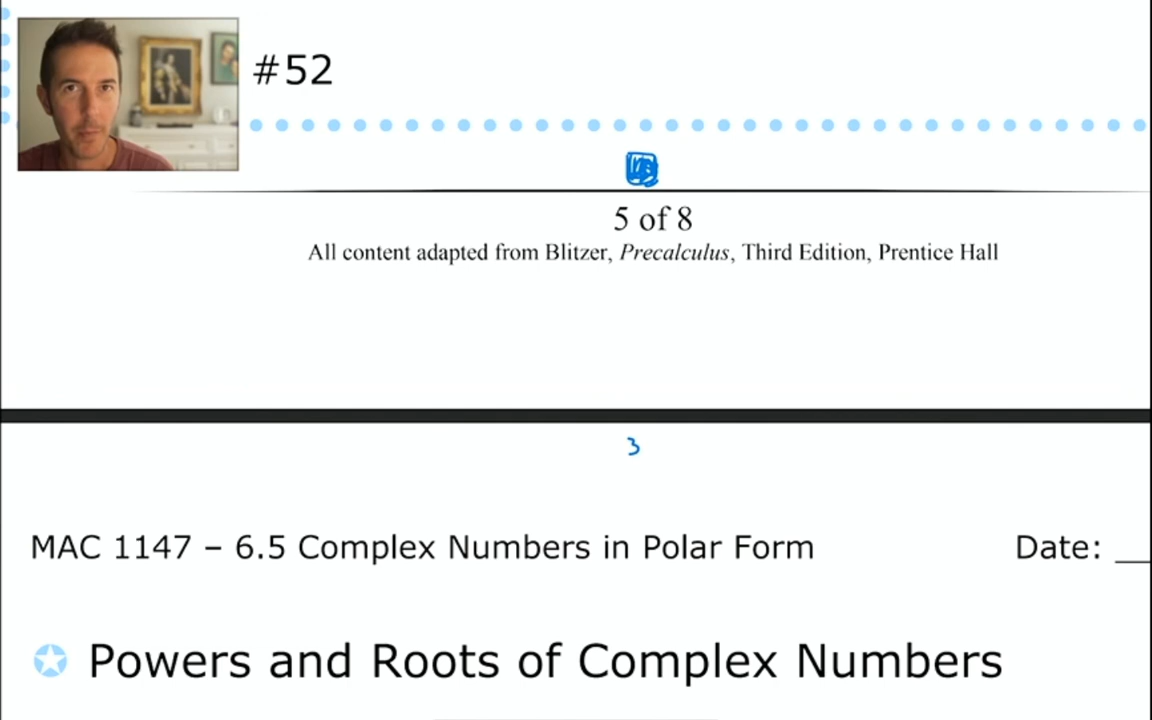 #52
5 of 8
All content adapted from Blitzer, Precalculus, Third Edition, Prentice Hall
3
MAC 1147 – 6.5 Complex Numbers in Polar Form Date: __
Powers and Roots of Complex Numbers